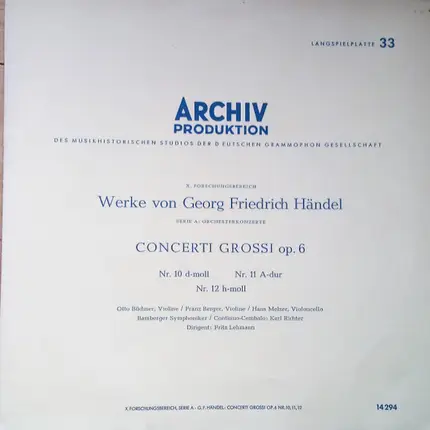 LANGSPIELPLATTE 33
ARCHIV
PRODUKTION
DES MUSIKHISTORISCHEN STUDIOS DER DEUTSCHEN GRAMMOPHON GESELLSCHAFT
X. FORSCHUNGSBEREICH
Werke von Georg Friedrich Händel
SERIE A: ORCHESTERKONZERTE
CONCERTI GROSSI op. 6
Nr. 10 d-moll Nr. 11 A-dur
Nr. 12 h-moll
Otto Büchner, Violine / Franz Berger, Violine / Hans Melzer, Violoncello
Bamberger Symphoniker / Continuo-Cembalo: Karl Richter
Dirigent: Fritz Lehmann
X. FORSCHUNGSBEREICH, SERIE A - G. F. HÄNDEL: CONCERTI GROSSI OP. 6 NR. 10, 11, 12
14 294